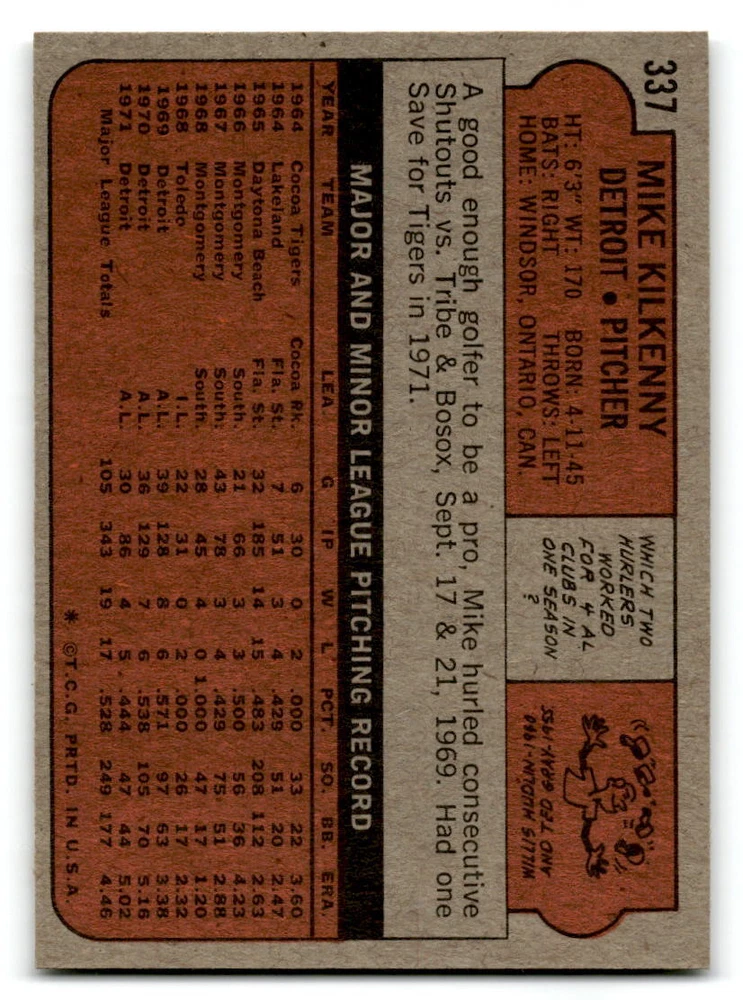 337
MIKE KILKENNY
DETROIT • PITCHER
HT: 6'3" WT: 170 BORN: 4-11-45
BATS: RIGHT THROWS: LEFT
HOME: WINDSOR, ONTARIO, CAN.
WHICH TWO
HURLERS
WORKED
FOR 4 AL
CLUBS IN
ONE SEASON
?
WILLIS HUDLIN-1940
AND TED GRAY-1955
A good enough golfer to be a pro, Mike hurled consecutive
Shutouts vs. Tribe & Bosox, Sept. 17 & 21, 1969. Had one
Save for Tigers in 1971.
MAJOR AND MINOR LEAGUE PITCHING RECORD
YEAR TEAM LEA G IP W L PCT. SO. BB. ERA.
1964 Cocoa Tigers Cocoa Rk. 6 30 0 2 .000 33 22 3.60
1964 Lakeland Fla. St. 7 51 3 4 .429 51 20 2.47
1965 Daytona Beach Fla. St. 32 185 14 15 .483 208 112 2.63
1966 Montgomery South. 21 66 3 3 .500 56 36 4.23
1967 Montgomery South. 43 78 3 4 .429 75 51 2.88
1968 Montgomery South. 28 45 4 0 1.000 47 17 1.20
1968 Toledo I.L. 22 31 0 2 .000 26 17 2.32
1969 Detroit A.L. 39 128 8 6 .571 97 63 3.38
1970 Detroit A.L. 36 129 7 6 .538 105 70 5.16
1971 Detroit A.L. 30 86 4 5 .444 47 44 5.02
Major League Totals 105 343 19 17 .528 249 177 4.46
* ©T.C.G. PRTD. IN U.S.A.